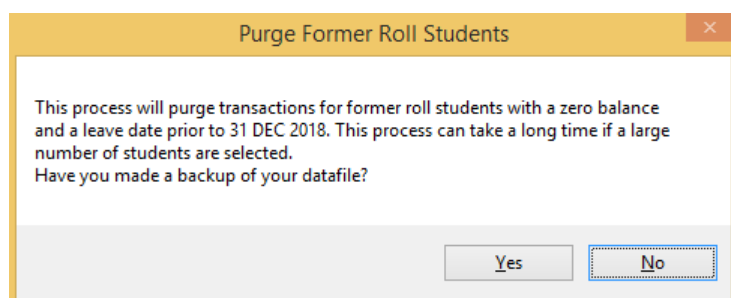 Purge Former Roll Students
This process will purge transactions for former roll students with a zero balance
and a leave date prior to 31 DEC 2018. This process can take a long time if a large
number of students are selected.
Have you made a backup of your datafile?
Yes
No